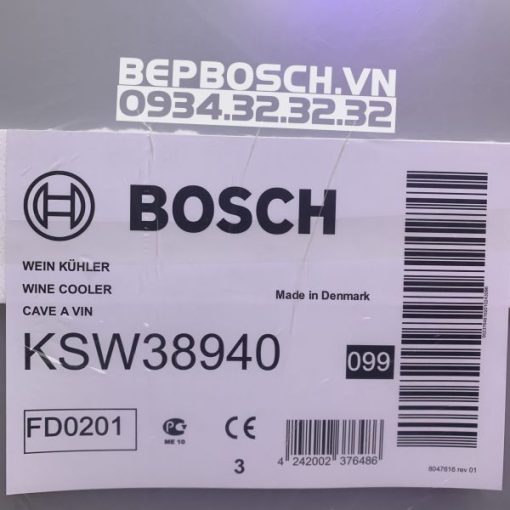 BEPBOSCH.VN
0934.32.32.32
BOSCH
WEIN KÜHLER
WINE COOLER
CAVE A VIN
Made in Denmark
KSW38940
099
FD0201
ME 10
CE
3
4 242002 376486
8047616 rev 01